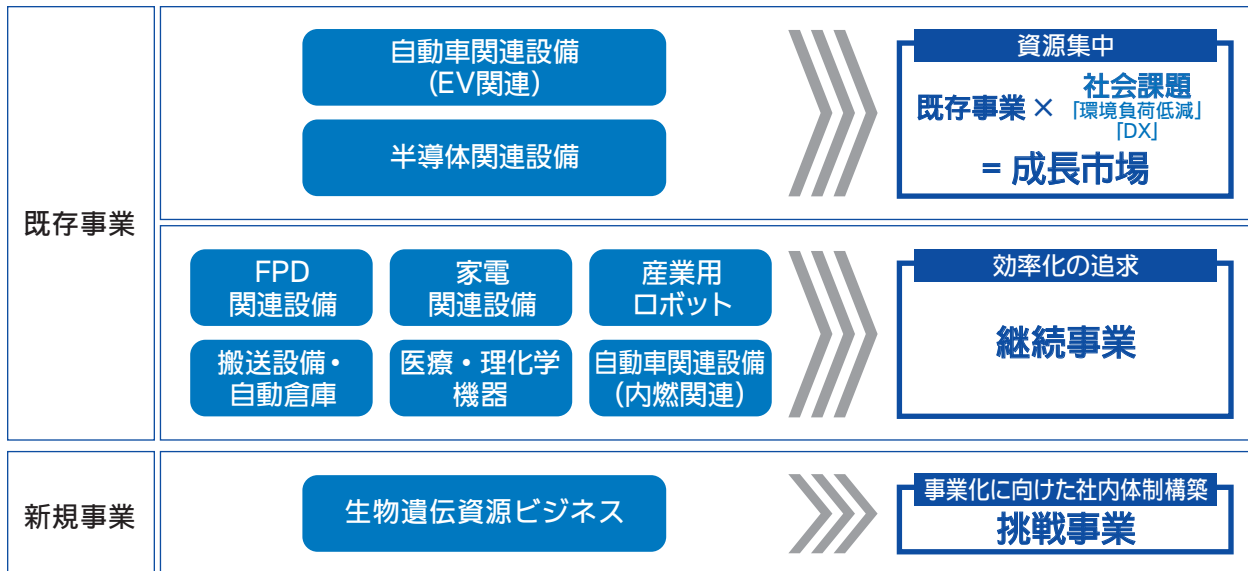 既存事業
自動車関連設備
(EV関連)
半導体関連設備
資源集中
既存事業 × 社会課題
「環境負荷低減」
「DX」
= 成長市場
FPD
関連設備
家電
関連設備
産業用
ロボット
搬送設備・
自動倉庫
医療・理化学
機器
自動車関連設備
(内燃関連)
効率化の追求
継続事業
新規事業
生物遺伝資源ビジネス
事業化に向けた社内体制構築
挑戦事業